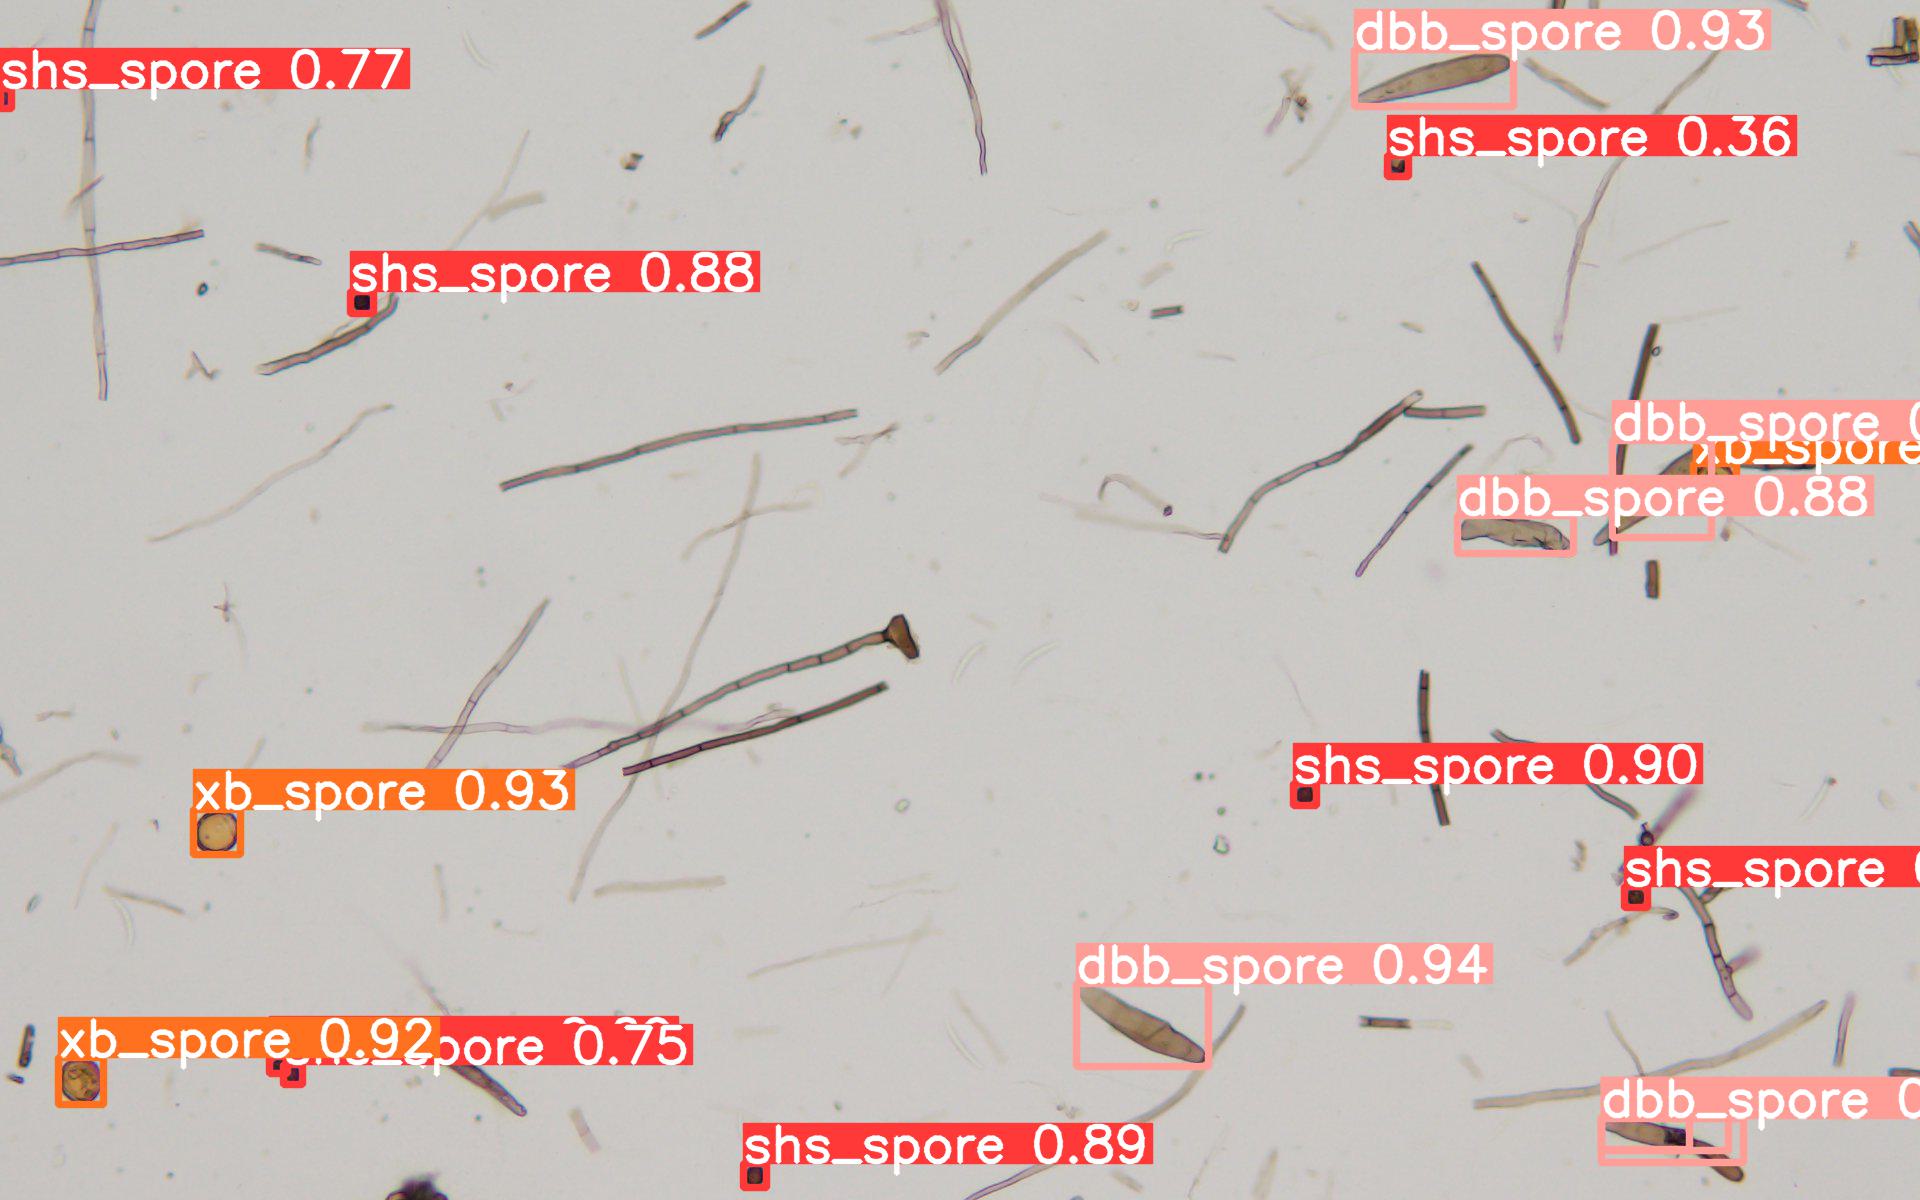 dbb_spore 0.93
shs_spore 0.77
shs_spore 0.36
shs_spore 0.88
dbb_spore
xb_spore
dbb_spore 0.88
shs_spore 0.90
xb_spore 0.93
shs_spore
dbb_spore 0.94
xb_spore 0.92
0.75
dbb_spore
shs_spore 0.89